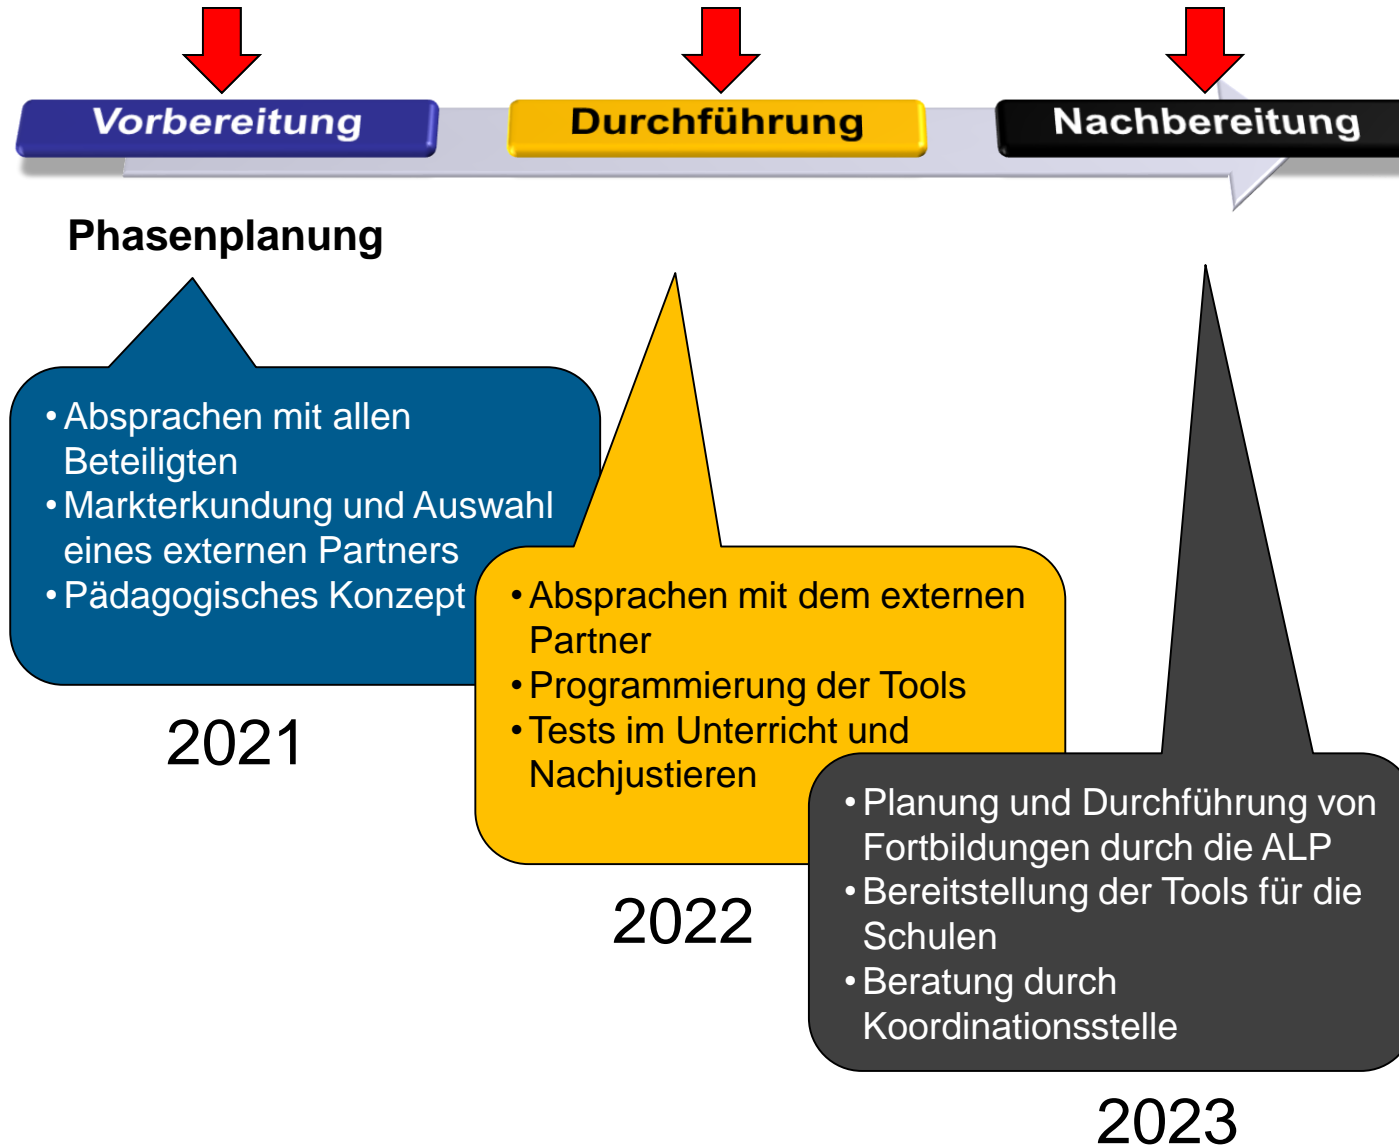 Vorbereitung
Durchführung
Nachbereitung
Phasenplanung
• Absprachen mit allen
Beteiligten
• Markterkundung und Auswahl
eines externen Partners
• Pädagogisches Konzept
2021
• Absprachen mit dem externen
Partner
• Programmierung der Tools
• Tests im Unterricht und
Nachjustieren
2022
• Planung und Durchführung von
Fortbildungen durch die ALP
• Bereitstellung der Tools für die
Schulen
• Beratung durch
Koordinationsstelle
2023